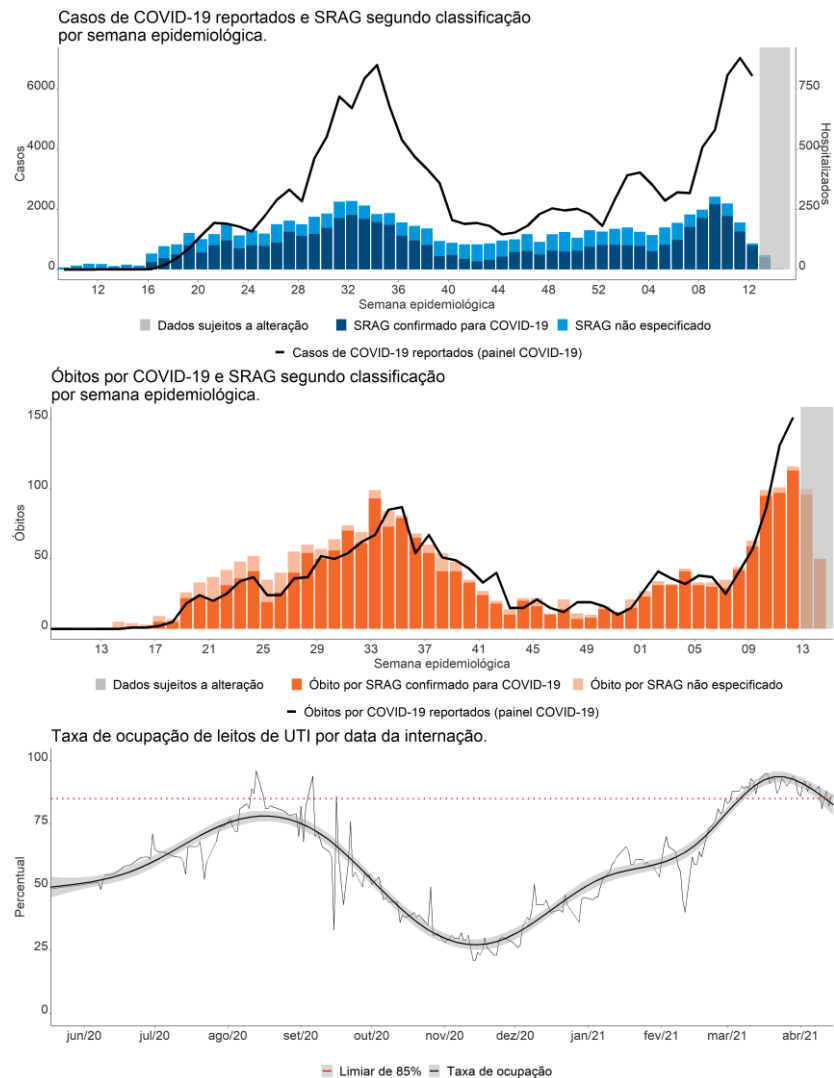 Casos de COVID-19 reportados e SRAG segundo classificação
por semana epidemiológica.
6000
4000
2000
0
Casos
750
500
250
0
Hospitalizados
12 16 20 24 28 32 36 40 44 48 52 04 08 12
Semana epidemiológica
Dados sujeitos a alteração SRAG confirmado para COVID-19 SRAG não especificado
Casos de COVID-19 reportados (painel COVID-19)
Óbitos por COVID-19 e SRAG segundo classificação
por semana epidemiológica.
150
100
50
0
Óbitos
13 17 21 25 29 33 37 41 45 49 01 05 09 13
Semana epidemiológica
Dados sujeitos a alteração Óbito por SRAG confirmado para COVID-19 Óbito por SRAG não especificado
Óbitos por COVID-19 reportados (painel COVID-19)
Taxa de ocupação de leitos de UTI por data da internação.
100
75
50
25
0
Percentual
jun/20 jul/20 ago/20 set/20 out/20 nov/20 dez/20 jan/21 fev/21 mar/21 abr/21
Limiar de 85% Taxa de ocupação